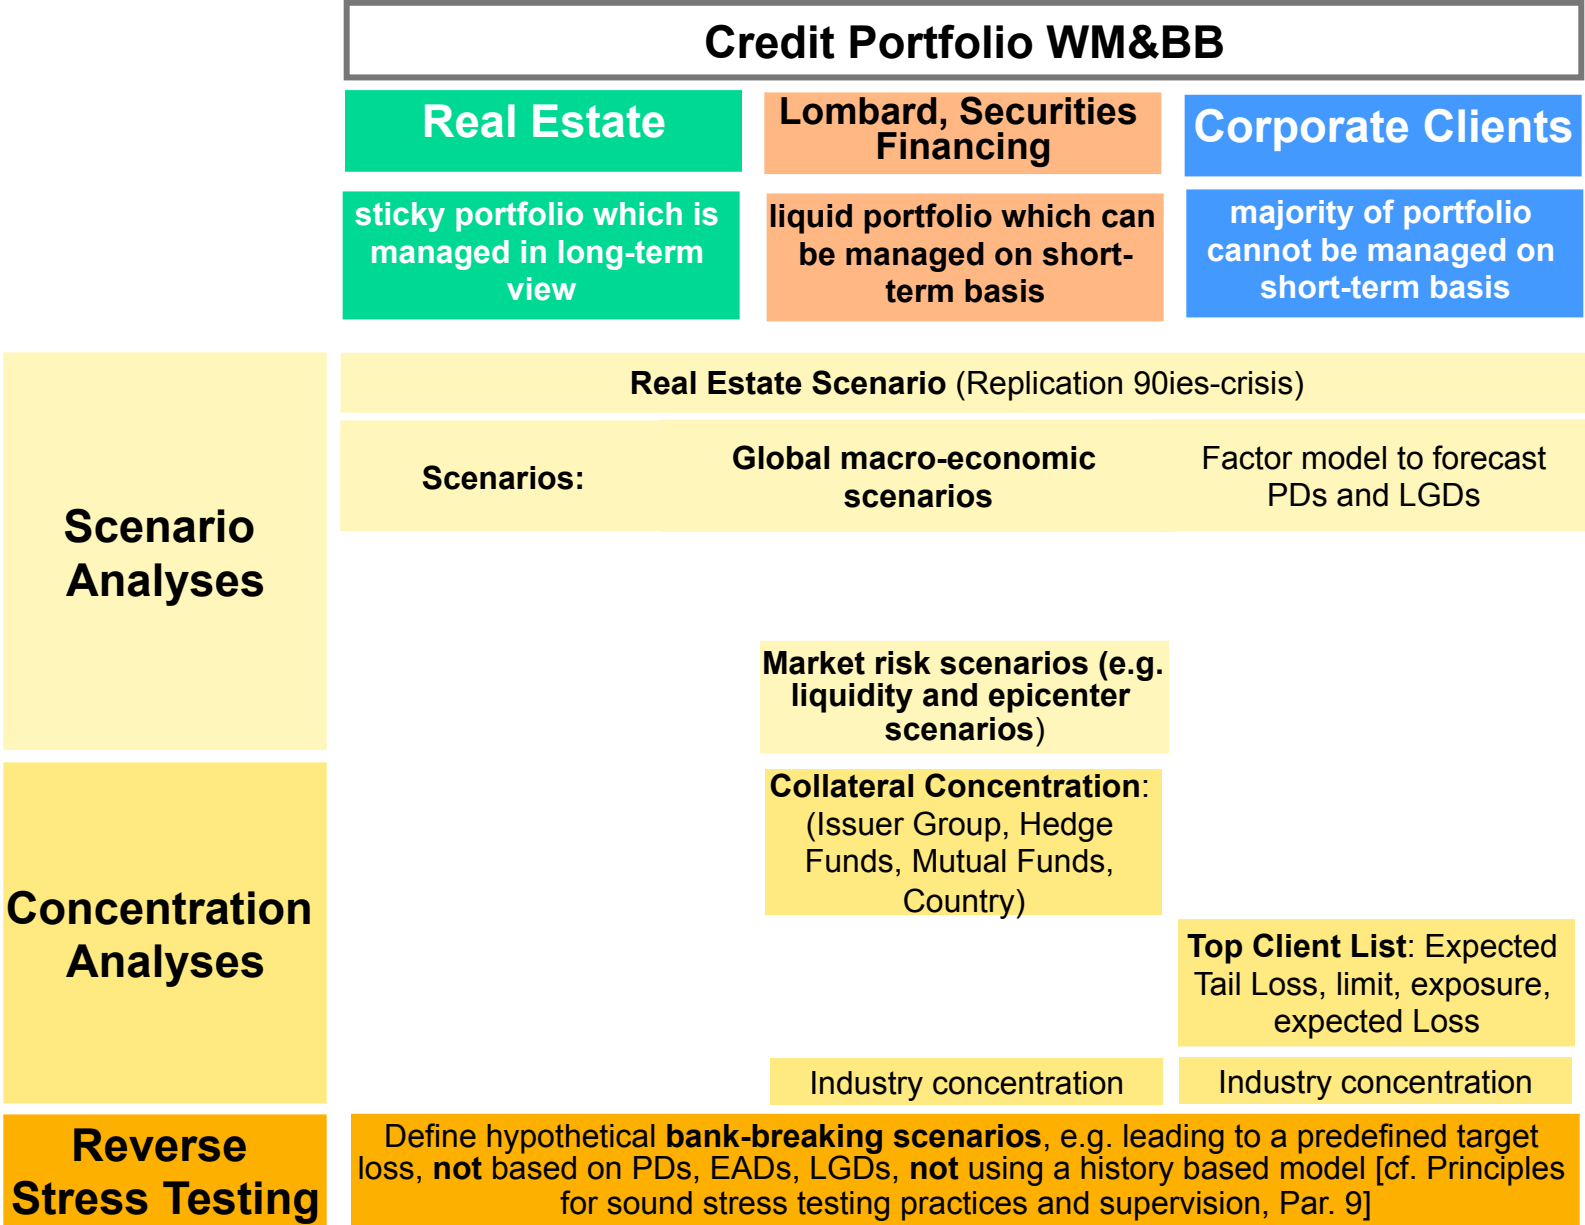 Credit Portfolio WM&BB
Real Estate
Lombard, Securities
Financing
Corporate Clients
sticky portfolio which is
managed in long-term
view
liquid portfolio which can
be managed on short-
term basis
majority of portfolio
cannot be managed on
short-term basis
Scenario
Analyses
Real Estate Scenario (Replication 90ies-crisis)
Scenarios:
Global macro-economic
scenarios
Factor model to forecast
PDs and LGDs
Market risk scenarios (e.g.
liquidity and epicenter
scenarios)
Concentration
Analyses
Collateral Concentration:
(Issuer Group, Hedge
Funds, Mutual Funds,
Country)
Top Client List: Expected
Tail Loss, limit, exposure,
expected Loss
Industry concentration
Industry concentration
Reverse
Stress Testing
Define hypothetical bank-breaking scenarios, e.g. leading to a predefined target
loss, not based on PDs, EADs, LGDs, not using a history based model [cf. Principles
for sound stress testing practices and supervision, Par. 9]